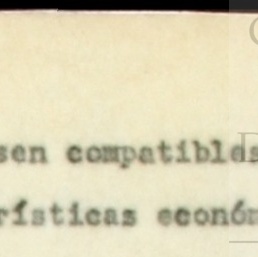 sen compatibles
rísticas económ